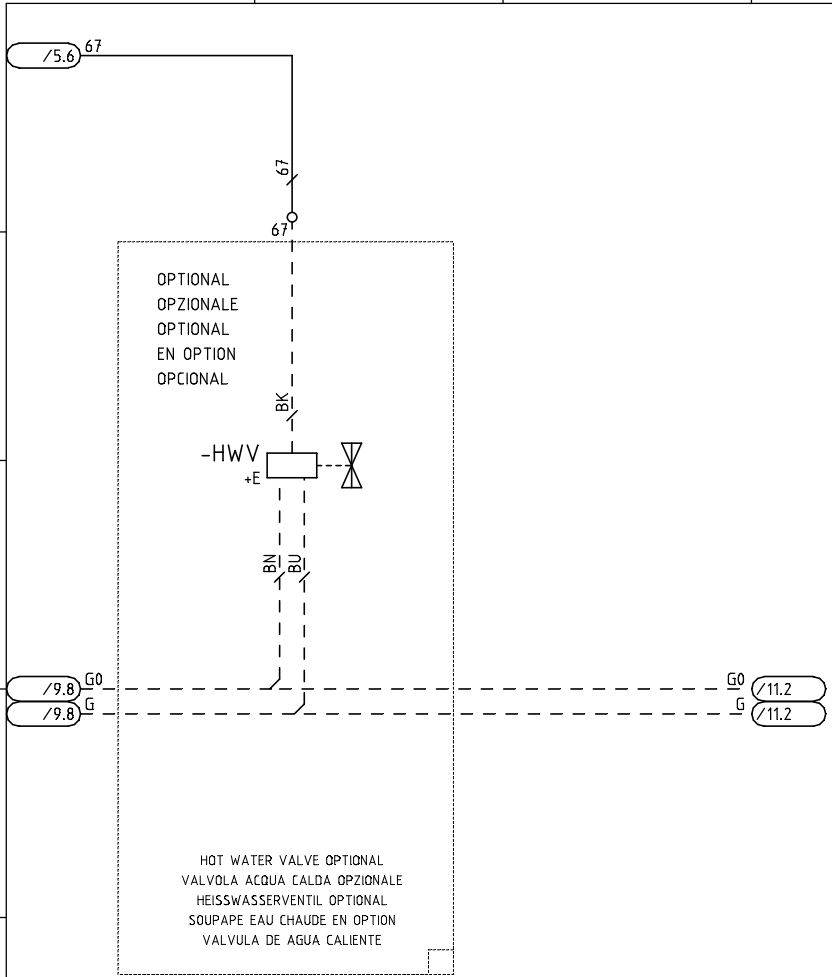 /5.6 67
67
67
OPTIONAL
OPZIONALE
OPTIONAL
EN OPTION
OPCIONAL
BK
-HWV
+E
BN BU
/9.8 G0 G0 /11.2
/9.8 G G /11.2
HOT WATER VALVE OPTIONAL
VALVOLA ACQUA CALDA OPZIONALE
HEISSWASSERVENTIL OPTIONAL
SOUPAPE EAU CHAUDE EN OPTION
VALVULA DE AGUA CALIENTE